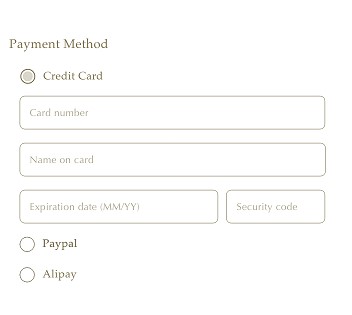 Payment Method
Credit Card
Card number
Name on card
Expiration date (MM/YY) Security code
Paypal
Alipay